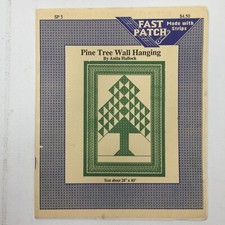 SP 3
$4.50
FAST
PATCH
Made with
Strips
Pine Tree Wall Hanging
By Anita Hallock
Size about 28" x 40"